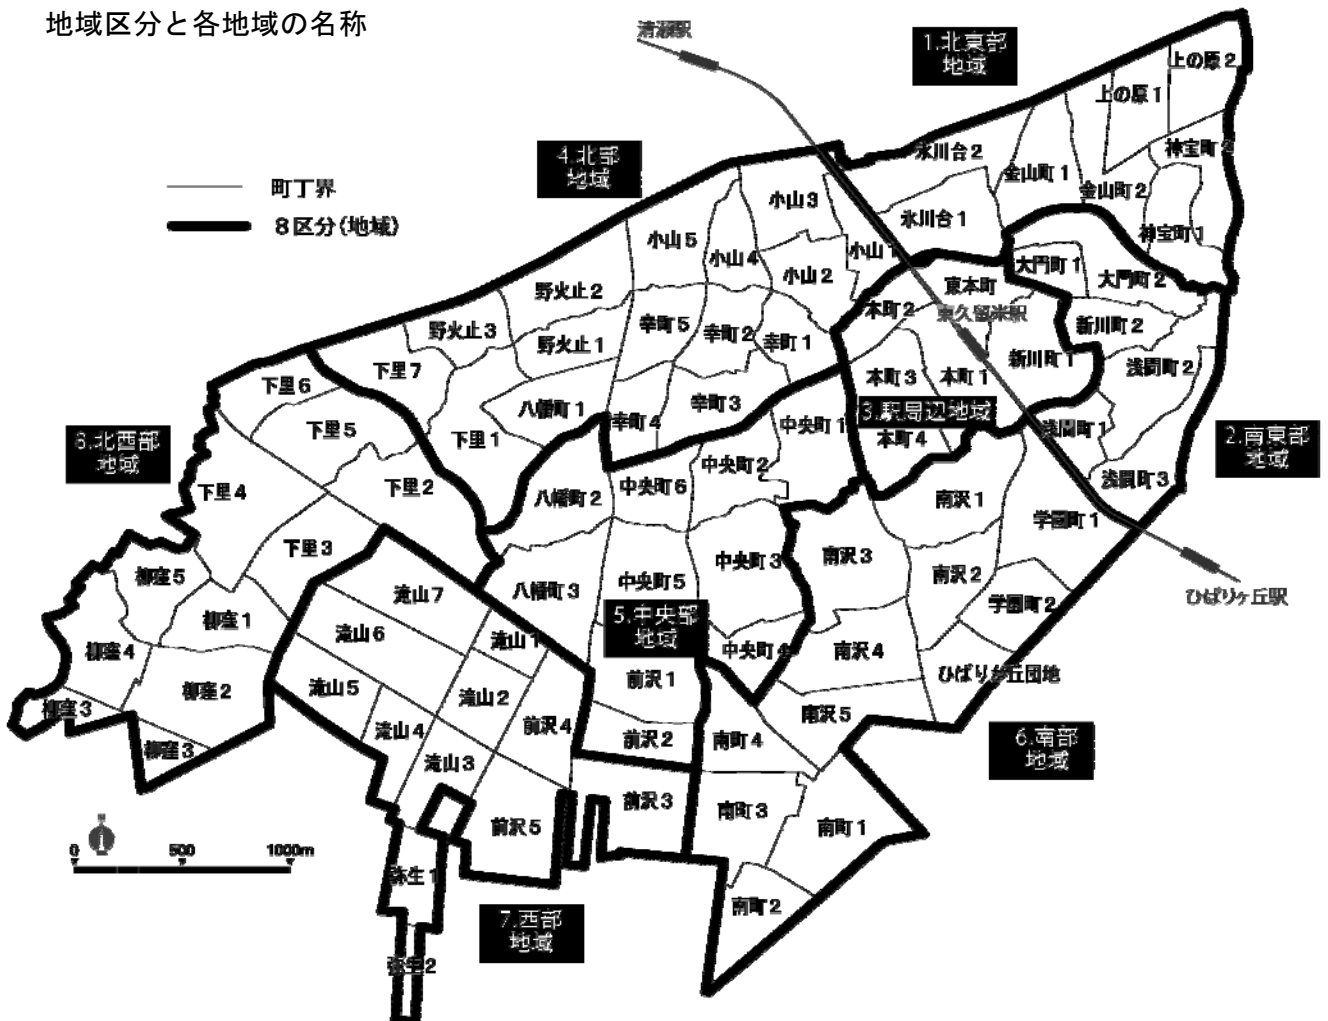 地域区分と各地域の名称
清瀬駅
1.北東部
地域
上の原2
上の原1
4.北部
地域
氷川台2
神宝町2
金山町1
町丁界
金山町2
小山3
8区分(地域)
氷川台1
神宝町1
小山5
小山4
小山1
大門町1
小山2
大門町2
野火止2
東本町
本町2
東久留米駅
幸町5
幸町2
新川町2
野火止3
野火止1
幸町1
新川町1
浅間町2
下里7
下里6
本町3
本町1
八幡町1
幸町3
3.駅周辺地域
幸町4
中央町1
下里5
下里1
本町4
浅間町1
8.北西部
地域
2.南東部
地域
中央町2
浅間町3
下里4
下里2
八幡町2
中央町6
南沢1
学園町1
下里3
南沢3
中央町3
柳窪5
南沢2
滝山7
八幡町3
中央町5
ひばりヶ丘駅
学園町2
柳窪1
滝山6
滝山1
5.中央部
地域
柳窪4
中央町4
南沢4
ひばりが丘団地
前沢1
柳窪2
滝山5
滝山2
柳窪3
南沢5
前沢4
滝山4
前沢2
南町4
柳窪3
6.南部
地域
滝山3
前沢3
南町3
前沢5
南町1
0 500 1000m
弥生1
南町2
7.西部
地域
弥生2